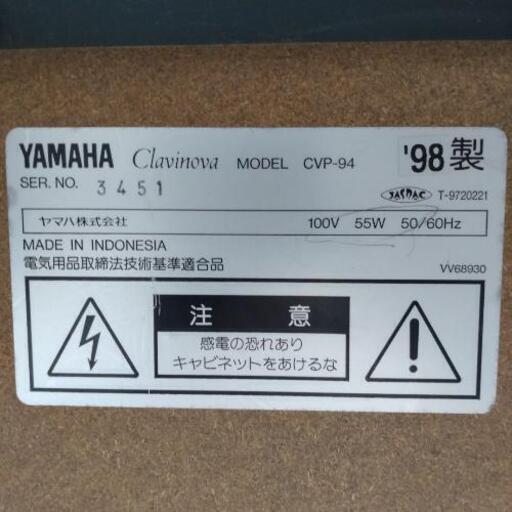 YAMAHA Clavinova MODEL CVP-94 '98製
SER. NO. 3451
JASRAC T-9720221
ヤマハ株式会社 100V 55W 50/60Hz
MADE IN INDONESIA
電気用品取締法技術基準適合品 VV68930
注 意
感電の恐れあり
キャビネットをあけるな